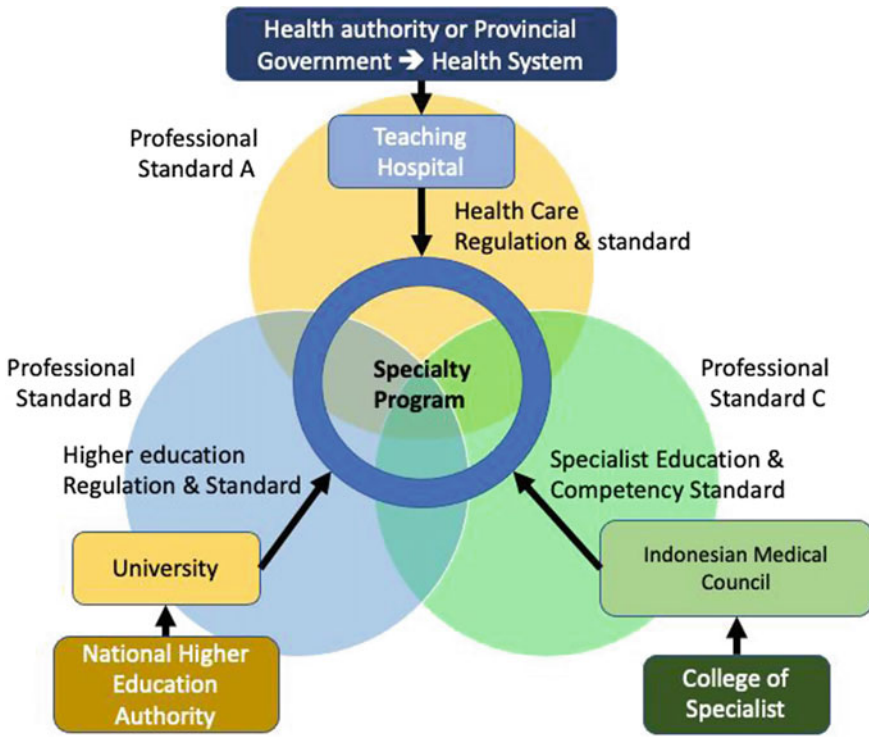 Health authority or Provincial
Government ➔ Health System
Professional
Standard A
Teaching
Hospital
Health Care
Regulation & standard
Professional
Standard B
Specialty
Program
Professional
Standard C
Higher education
Regulation & Standard
Specialist Education &
Competency Standard
University
Indonesian Medical
Council
National Higher
Education
Authority
College of
Specialist